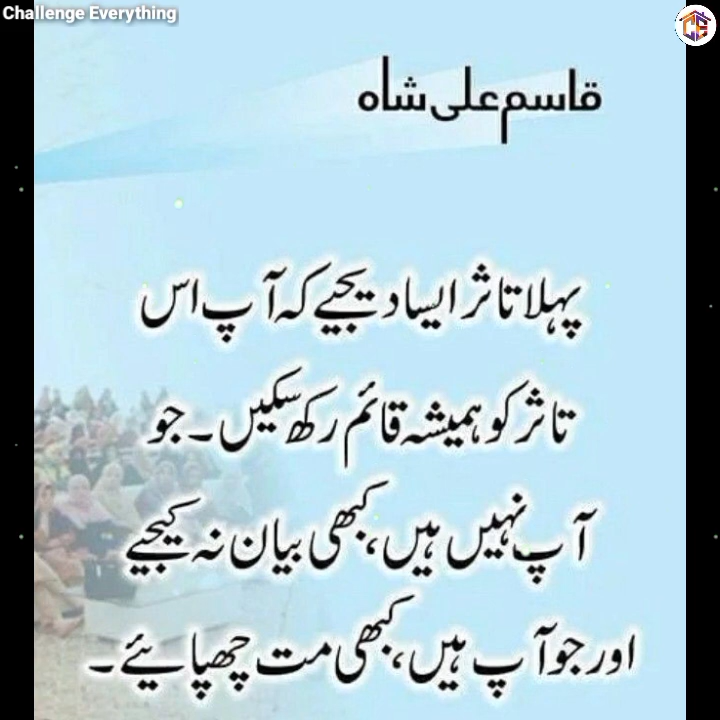 Challenge Everything
قاسم علی شاہ
پہلا تاثر ایسا دیجیے کہ آپ اس
تاثر کو ہمیشہ قائم رکھ سکیں۔ جو
آپ نہیں ہیں، کبھی بیان نہ کیجیے
اور جو آپ ہیں، کبھی مت چھپایئے۔